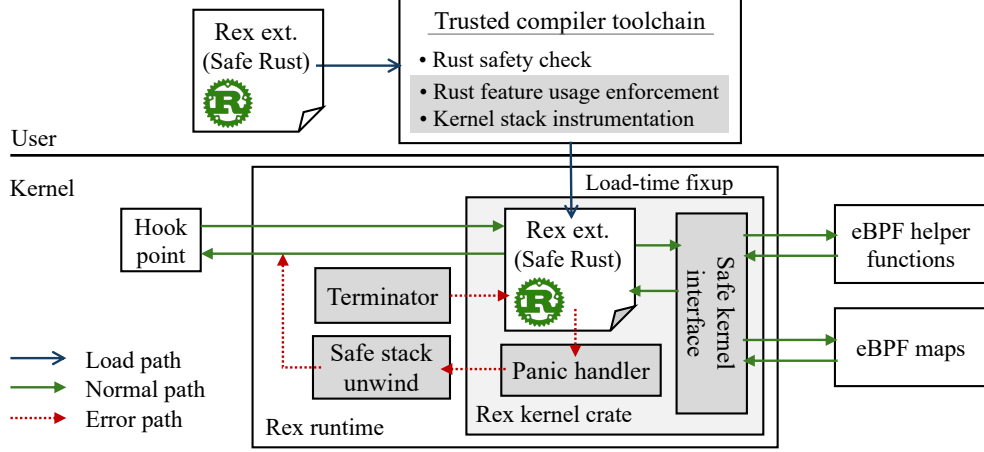 Rex ext.
(Safe Rust)
R
Trusted compiler toolchain
• Rust safety check
• Rust feature usage enforcement
• Kernel stack instrumentation
User
Kernel
Load-time fixup
Hook
point
Rex ext.
(Safe Rust)
R
Safe kernel
interface
eBPF helper
functions
Terminator
Safe stack
unwind
Panic handler
eBPF maps
Rex kernel crate
Rex runtime
Load path
Normal path
Error path